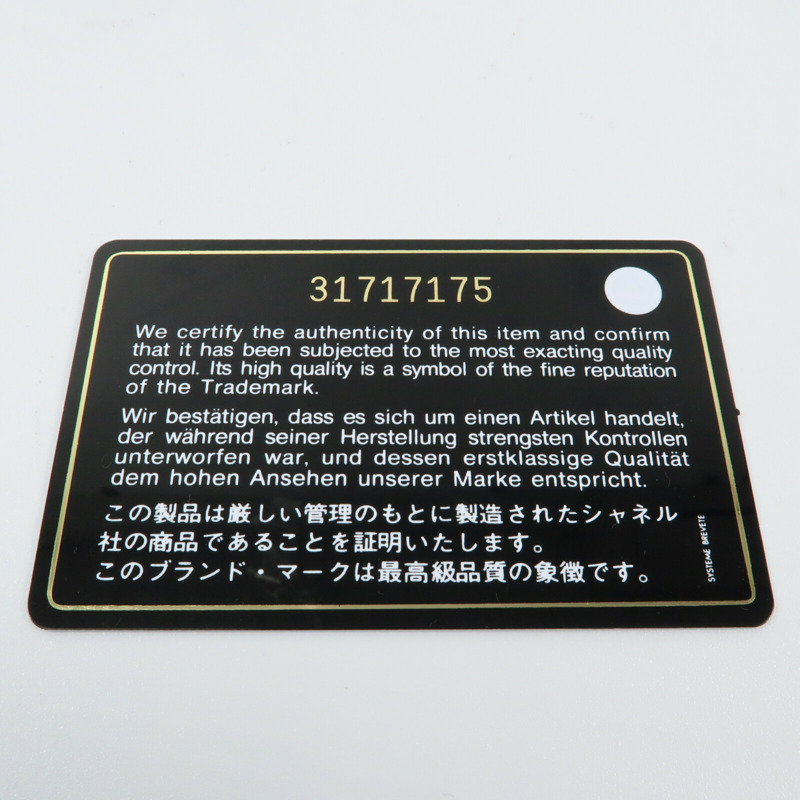 31717175
We certify the authenticity of this item and confirm
that it has been subjected to the most exacting quality
control. Its high quality is a symbol of the fine reputation
of the Trademark.
Wir bestätigen, dass es sich um einen Artikel handelt,
der während seiner Herstellung strengsten Kontrollen
unterworfen war, und dessen erstklassige Qualität
dem hohen Ansehen unserer Marke entspricht.
この製品は厳しい管理のもとに製造されたシャネル
社の商品であることを証明いたします。
このブランド・マークは最高級品質の象徴です。
SYSTEME BREVETE